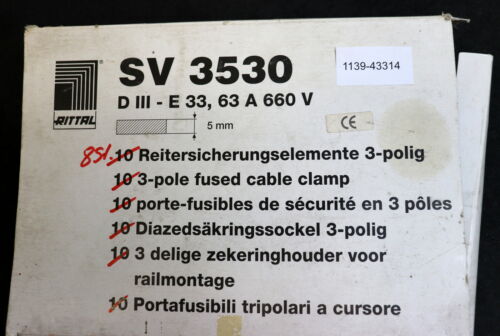 RITTAL
SV 3530
1139-43314
D III - E 33, 63 A 660 V
5 mm
CE
10 Reitersicherungselemente 3-polig
10 3-pole fused cable clamp
10 porte-fusibles de sécurité en 3 pôles
10 Diazedsäkringssockel 3-polig
10 3 delige zekeringhouder voor
railmontage
10 Portafusibili tripolari a cursore